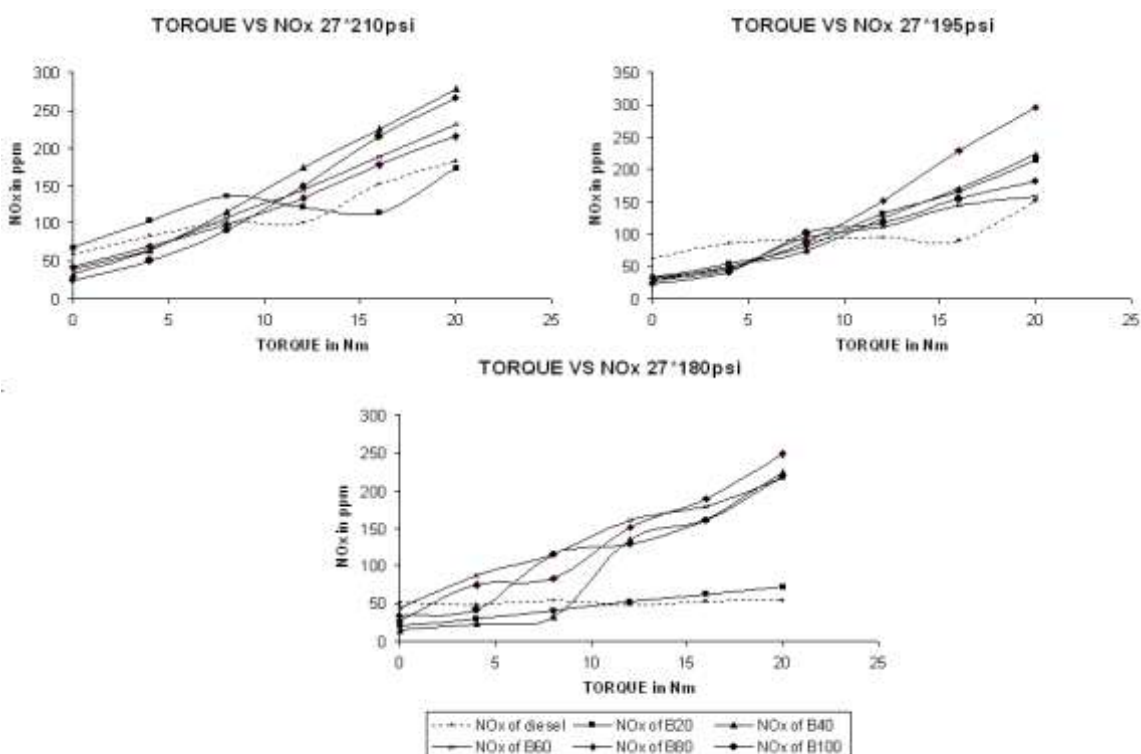 TORQUE VS NOx 27°210psi
NOx in ppm
300
250
200
150
100
50
0
0 5 10 15 20 25
TORQUE in Nm
TORQUE VS NOx 27°195psi
NOx in ppm
350
300
250
200
150
100
50
0
0 5 10 15 20 25
TORQUE in Nm
TORQUE VS NOx 27°180psi
NOx in ppm
300
250
200
150
100
50
0
0 5 10 15 20 25
TORQUE in Nm
NOx of diesel NOx of B20 NOx of B40
NOx of B60 NOx of B80 NOx of B100